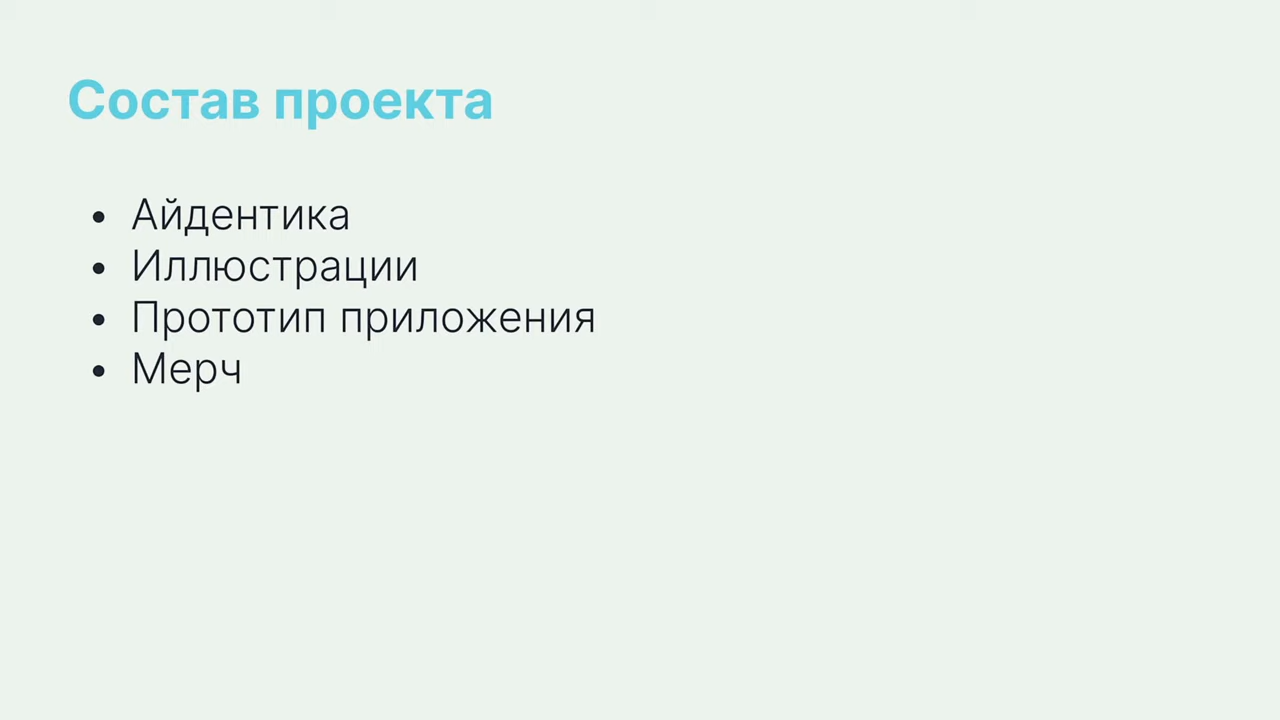 Состав проекта
• Айдентика
• Иллюстрации
• Прототип приложения
• Мерч